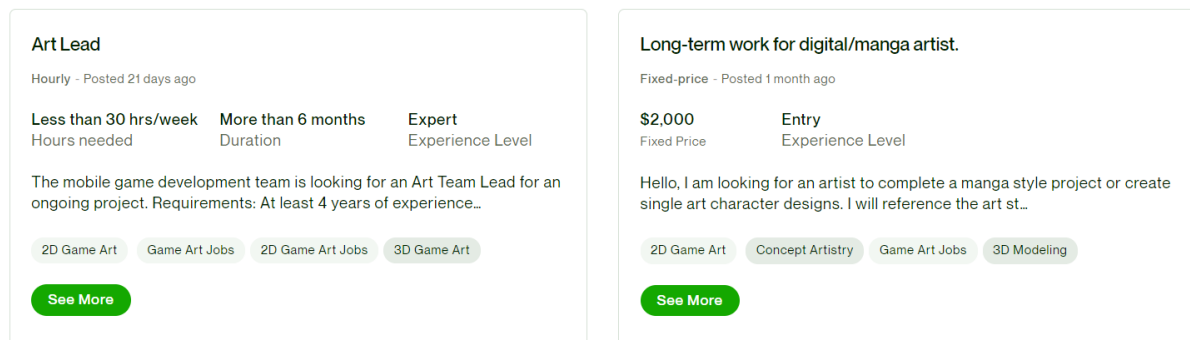 Art Lead
Hourly - Posted 21 days ago
Less than 30 hrs/week More than 6 months Expert
Hours needed Duration Experience Level
The mobile game development team is looking for an Art Team Lead for an
ongoing project. Requirements: At least 4 years of experience…
2D Game Art Game Art Jobs 2D Game Art Jobs 3D Game Art
See More
Long-term work for digital/manga artist.
Fixed-price - Posted 1 month ago
$2,000 Entry
Fixed Price Experience Level
Hello, I am looking for an artist to complete a manga style project or create
single art character designs. I will reference the art st…
2D Game Art Concept Artistry Game Art Jobs 3D Modeling
See More